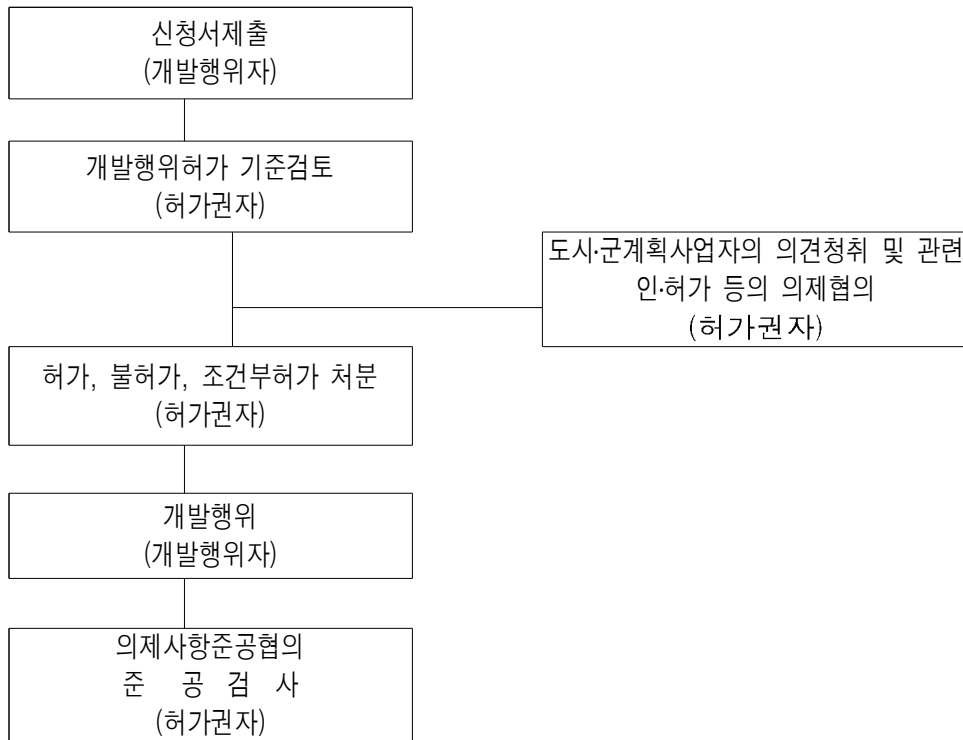 신청서제출
(개발행위자)
개발행위허가 기준검토
(허가권자)
도시·군계획사업자의 의견청취 및 관련
인·허가 등의 의제협의
(허가권자)
허가, 불허가, 조건부허가 처분
(허가권자)
개발행위
(개발행위자)
의제사항준공협의
준 공 검 사
(허가권자)